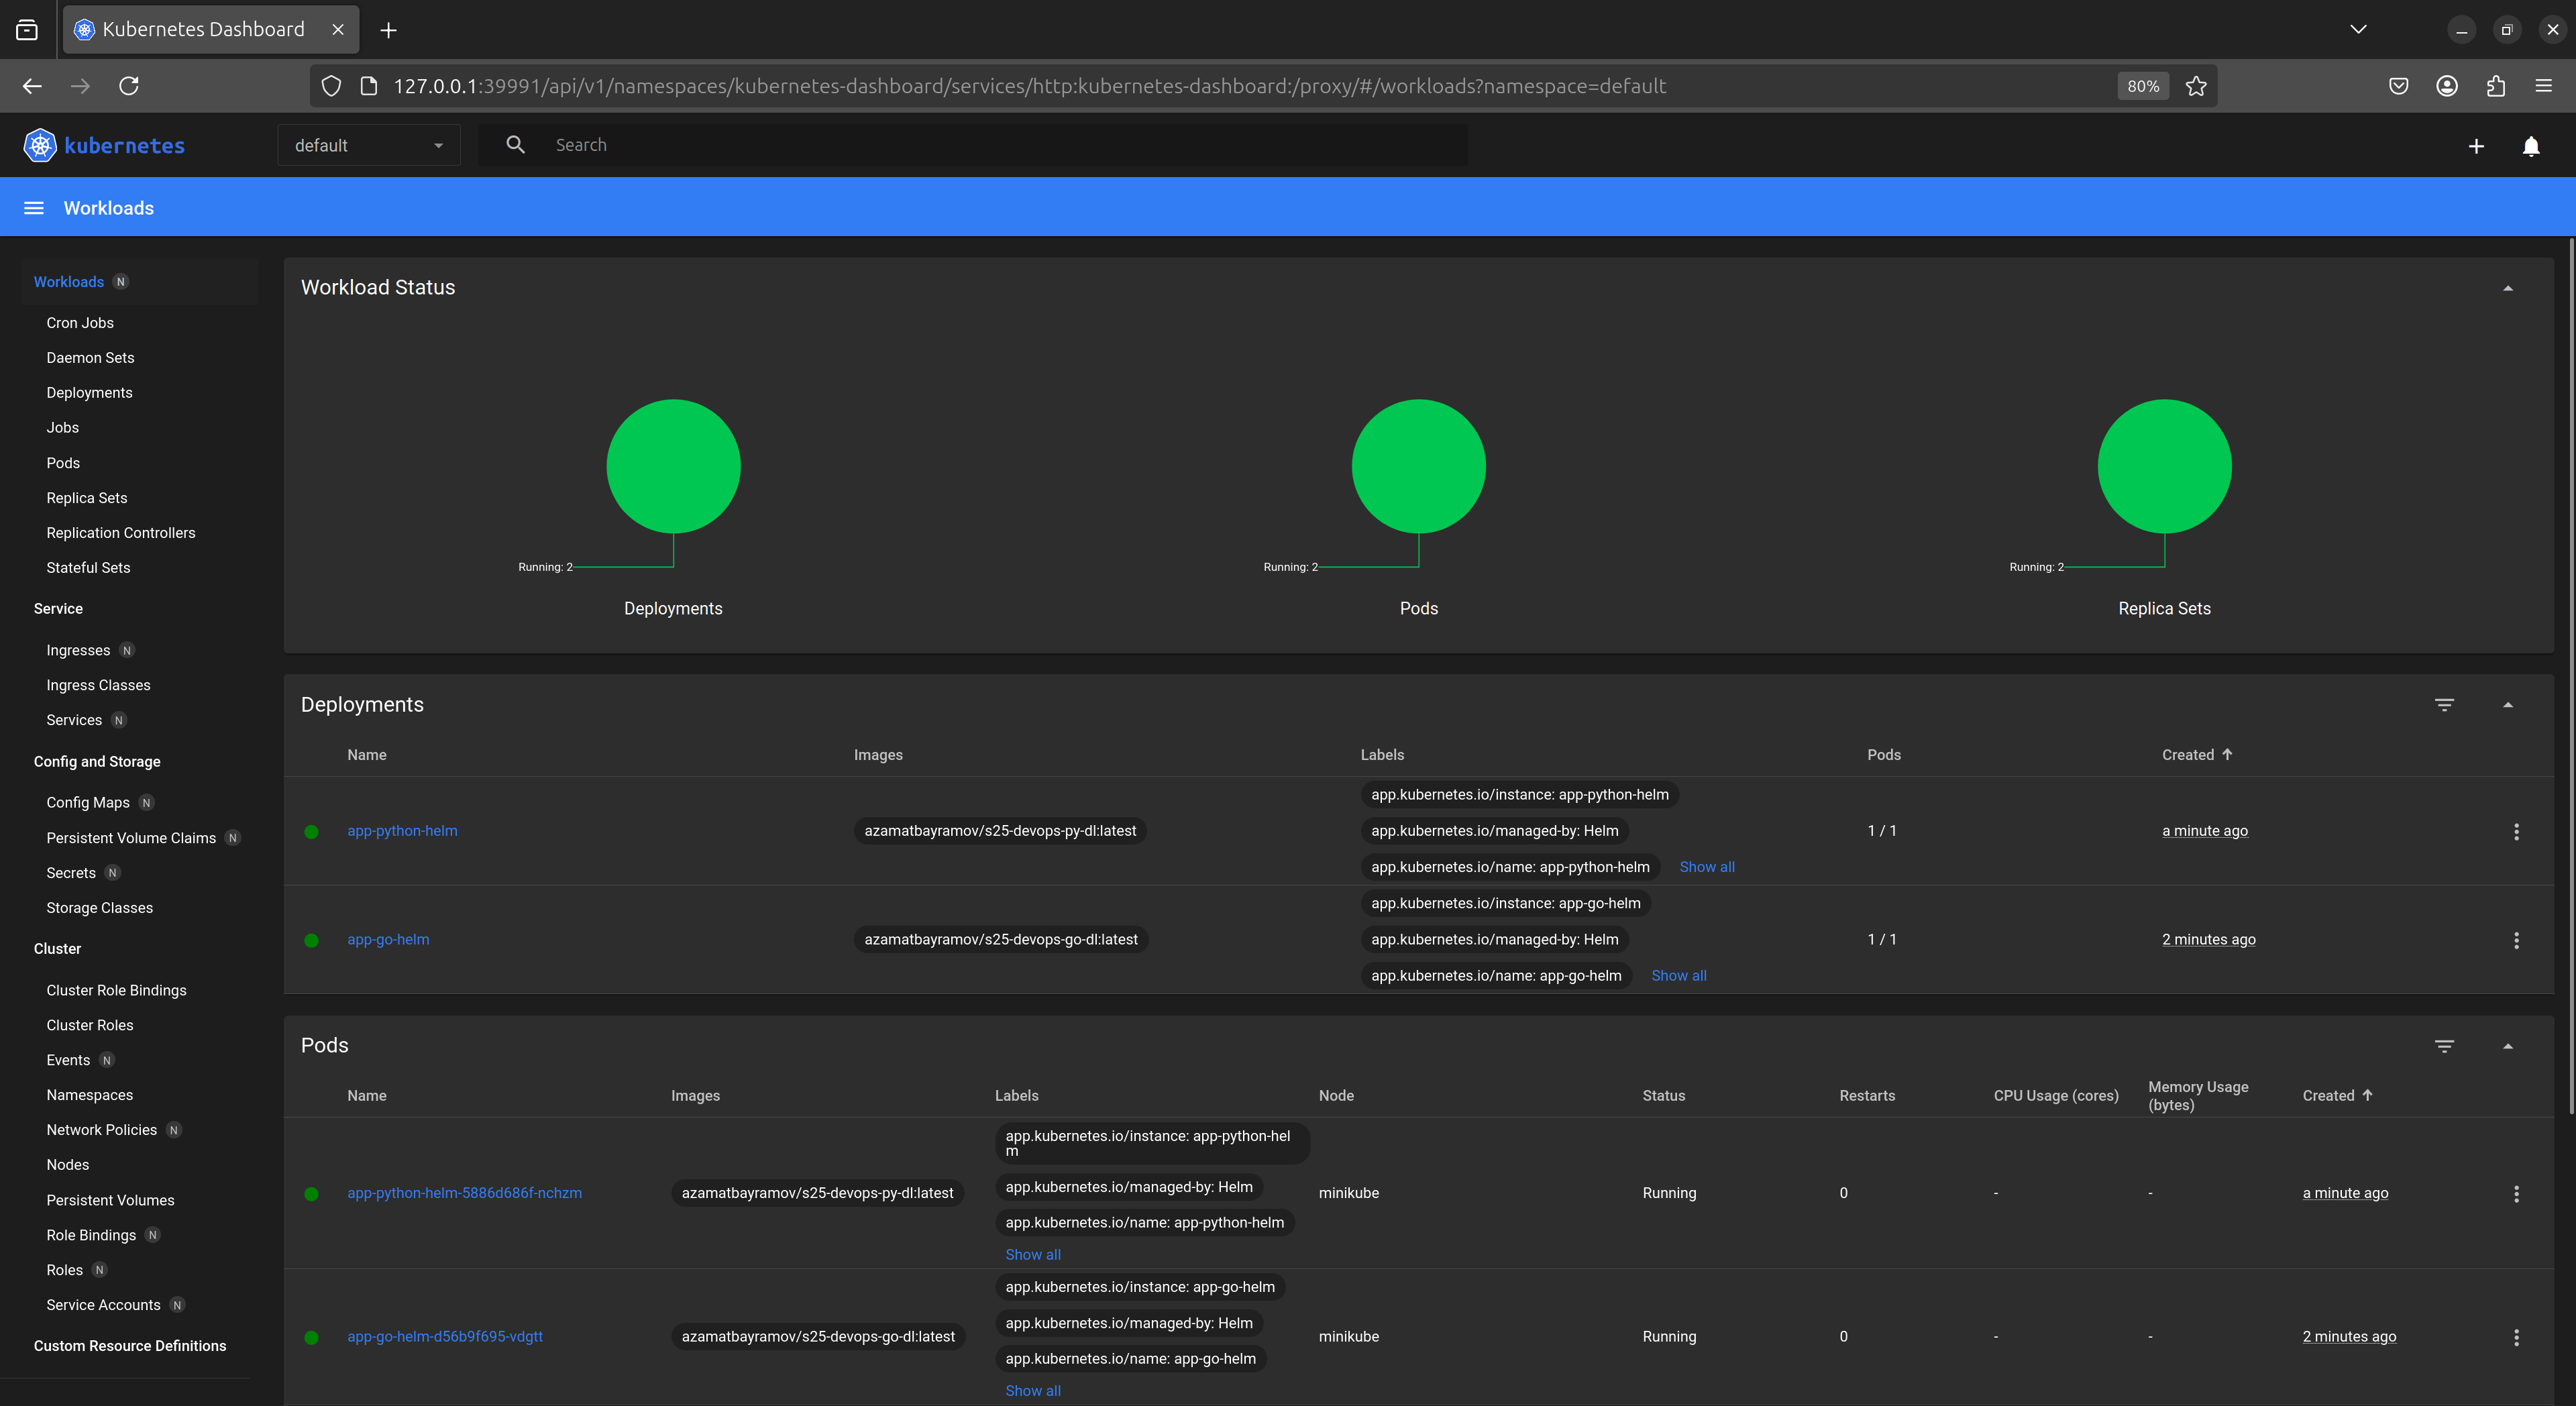 Kubernetes Dashboard
127.0.0.1:39991/api/v1/namespaces/kubernetes-dashboard/services/http:kubernetes-dashboard:/proxy/#/workloads?namespace=default
80%
kubernetes
default
Search
Workloads
Workloads N
Cron Jobs
Daemon Sets
Deployments
Jobs
Pods
Replica Sets
Replication Controllers
Stateful Sets
Service
Ingresses N
Ingress Classes
Services N
Config and Storage
Config Maps N
Persistent Volume Claims N
Secrets N
Storage Classes
Cluster
Cluster Role Bindings
Cluster Roles
Events N
Namespaces
Network Policies N
Nodes
Persistent Volumes
Role Bindings N
Roles N
Service Accounts N
Custom Resource Definitions
Workload Status
Running: 2
Deployments
Running: 2
Pods
Running: 2
Replica Sets
Deployments
Name Images Labels Pods Created
app-python-helm azamatbayramov/s25-devops-py-dl:latest
app.kubernetes.io/instance: app-python-helm
app.kubernetes.io/managed-by: Helm
app.kubernetes.io/name: app-python-helm Show all
1 / 1 a minute ago
app-go-helm azamatbayramov/s25-devops-go-dl:latest
app.kubernetes.io/instance: app-go-helm
app.kubernetes.io/managed-by: Helm
app.kubernetes.io/name: app-go-helm Show all
1 / 1 2 minutes ago
Pods
Name Images Labels Node Status Restarts CPU Usage (cores) Memory Usage (bytes) Created
app-python-helm-5886d686f-nchzm azamatbayramov/s25-devops-py-dl:latest
app.kubernetes.io/instance: app-python-hel
m
app.kubernetes.io/managed-by: Helm
app.kubernetes.io/name: app-python-helm
Show all
minikube Running 0 - - a minute ago
app-go-helm-d56b9f695-vdgtt azamatbayramov/s25-devops-go-dl:latest
app.kubernetes.io/instance: app-go-helm
app.kubernetes.io/managed-by: Helm
app.kubernetes.io/name: app-go-helm
Show all
minikube Running 0 - - 2 minutes ago